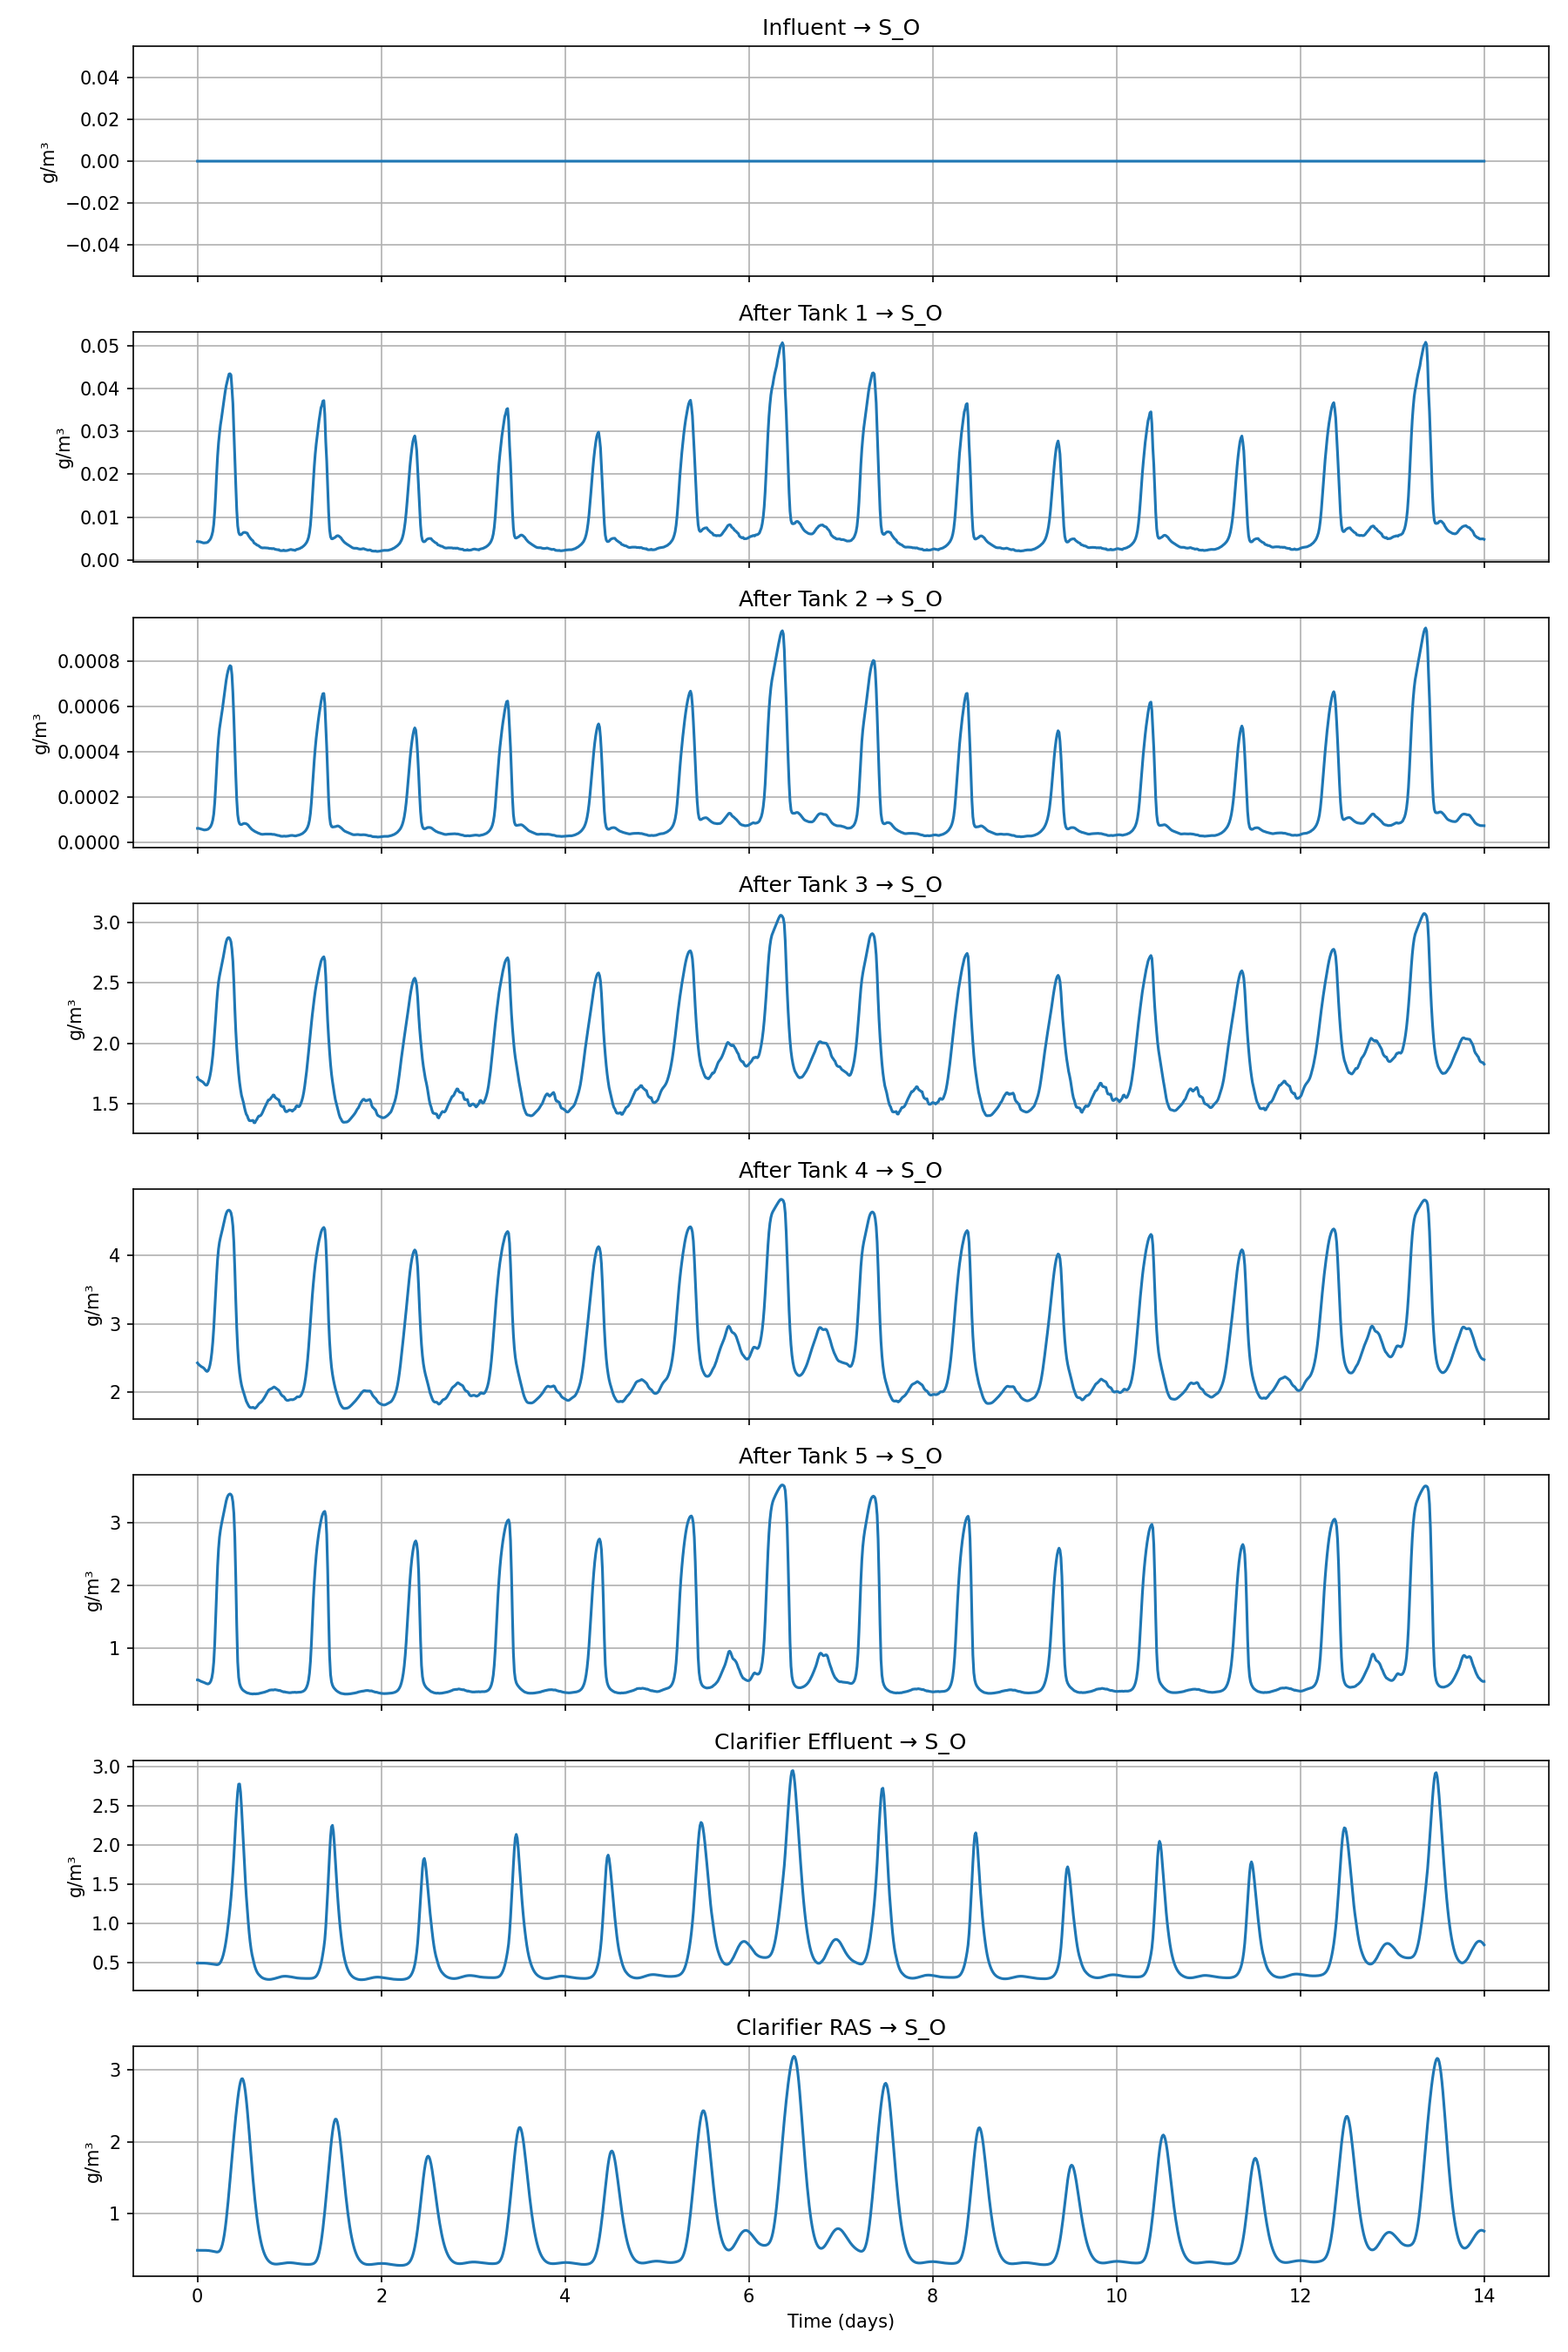 Influent → S_O
0.04
0.02
0.00
−0.02
−0.04
g/m³
After Tank 1 → S_O
0.05
0.04
0.03
0.02
0.01
0.00
g/m³
After Tank 2 → S_O
0.0008
0.0006
0.0004
0.0002
0.0000
g/m³
After Tank 3 → S_O
3.0
2.5
2.0
1.5
g/m³
After Tank 4 → S_O
4
3
2
g/m³
After Tank 5 → S_O
3
2
1
g/m³
Clarifier Effluent → S_O
3.0
2.5
2.0
1.5
1.0
0.5
g/m³
Clarifier RAS → S_O
3
2
1
g/m³
0 2 4 6 8 10 12 14
Time (days)